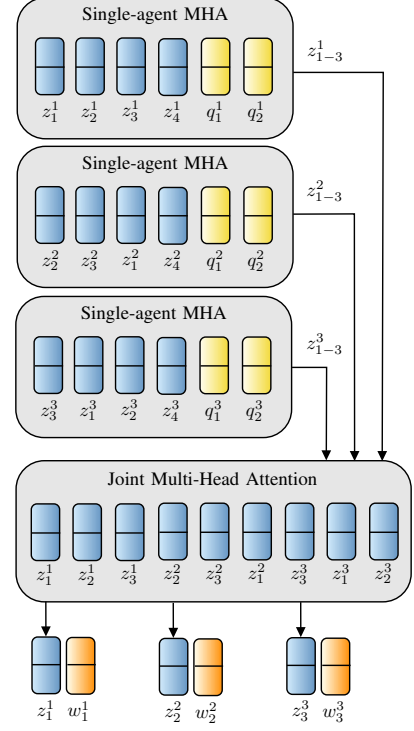 Single-agent MHA
z_1^1 z_2^1 z_3^1 z_4^1 q_1^1 q_2^1
z_{1-3}^1
Single-agent MHA
z_2^2 z_3^2 z_1^2 z_4^2 q_1^2 q_2^2
z_{1-3}^2
Single-agent MHA
z_3^3 z_1^3 z_2^3 z_4^3 q_1^3 q_2^3
z_{1-3}^3
Joint Multi-Head Attention
z_1^1 z_2^1 z_3^1 z_2^2 z_3^2 z_1^2 z_3^3 z_1^3 z_2^3
z_1^1 w_1^1 z_2^2 w_2^2 z_3^3 w_3^3